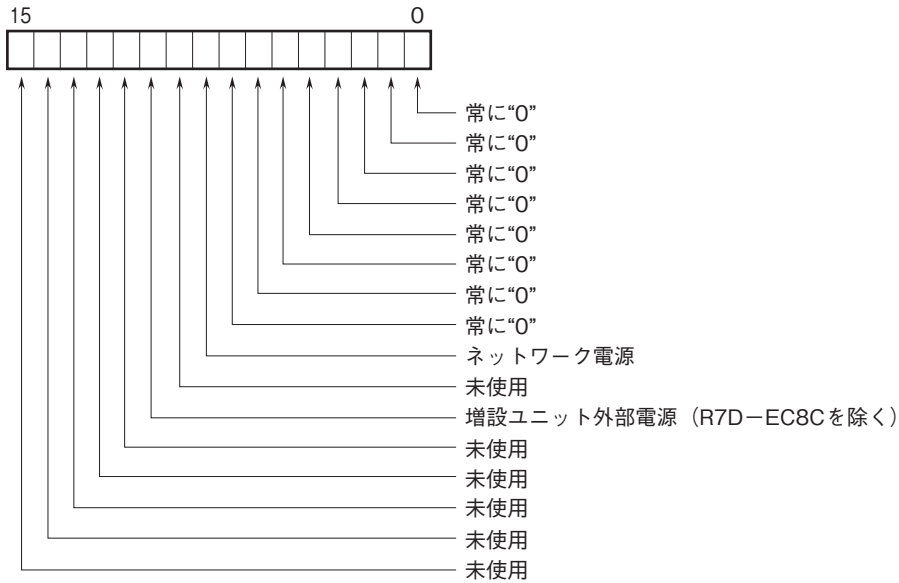 15 0
常に“0”
常に“0”
常に“0”
常に“0”
常に“0”
常に“0”
常に“0”
常に“0”
ネットワーク電源
未使用
増設ユニット外部電源（R7D－EC8Cを除く）
未使用
未使用
未使用
未使用
未使用